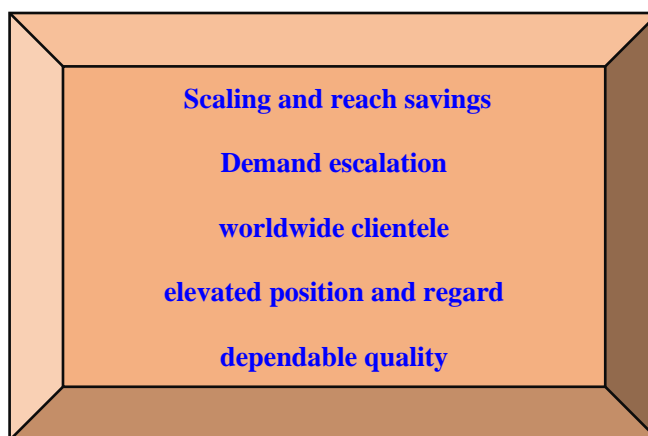 Scaling and reach savings
Demand escalation
worldwide clientele
elevated position and regard
dependable quality